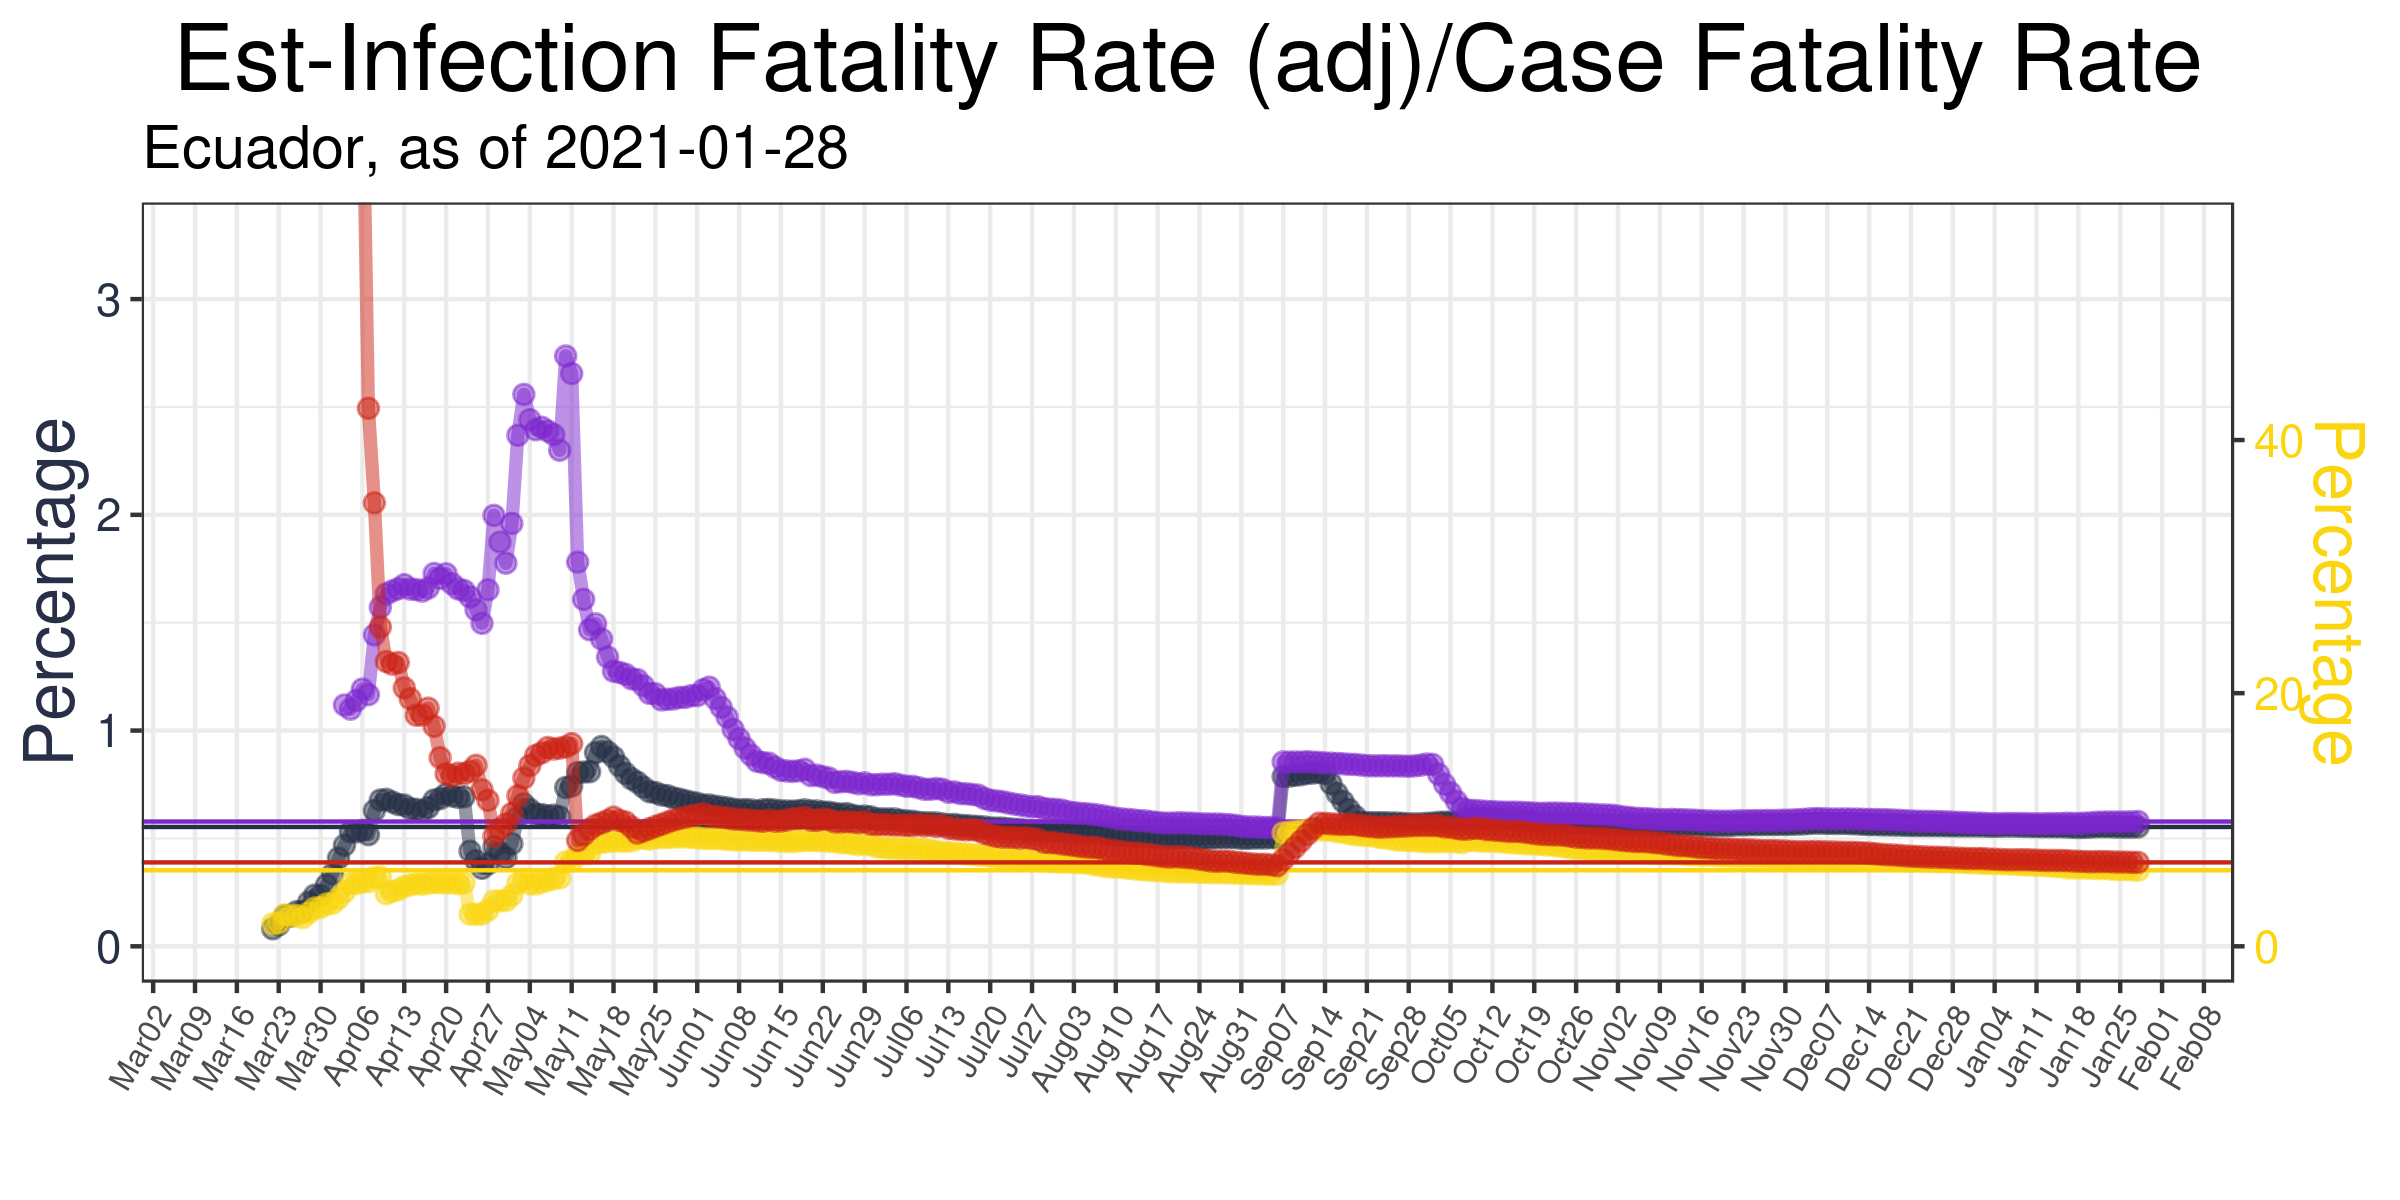 Est-Infection Fatality Rate (adj)/Case Fatality Rate
Ecuador, as of 2021-01-28
Percentage
3
2
1
0
40
20
0
Percentage
Mar02 Mar09 Mar16 Mar23 Mar30 Apr06 Apr13 Apr20 Apr27 May04 May11 May18 May25 Jun01 Jun08 Jun15 Jun22 Jun29 Jul06 Jul13 Jul20 Jul27 Aug03 Aug10 Aug17 Aug24 Aug31 Sep07 Sep14 Sep21 Sep28 Oct05 Oct12 Oct19 Oct26 Nov02 Nov09 Nov16 Nov23 Nov30 Dec07 Dec14 Dec21 Dec28 Jan04 Jan11 Jan18 Jan25 Feb01 Feb08